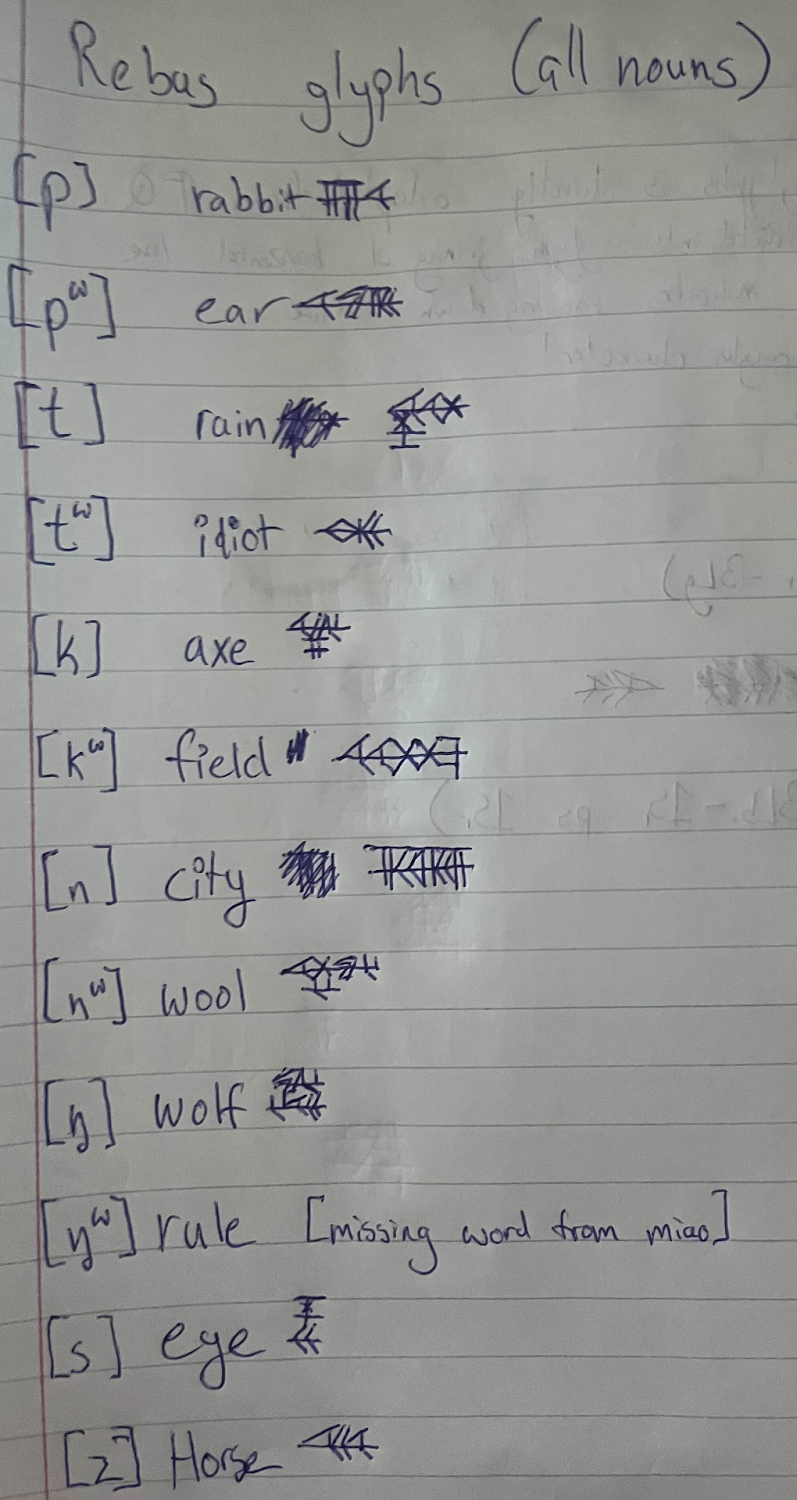 Rebas glyphs (all nouns)
[p] rabbit
[pʷ] ear
[t] rain
[tʷ] idiot
[k] axe
[kʷ] field
[n] city
[nʷ] wool
[ŋ] wolf
[ŋʷ] rule [missing word from miao]
[s] eye
[z] Horse